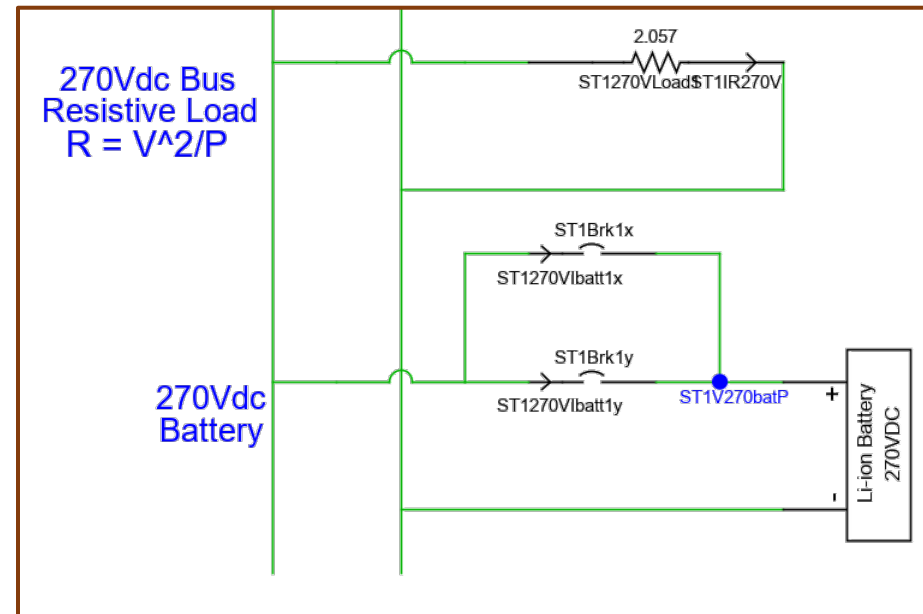 270Vdc Bus
Resistive Load
R = V^2/P
2.057
ST1270VLoad1
ST1IR270V
ST1Brk1x
ST1270VIbatt1x
ST1Brk1y
ST1270VIbatt1y
270Vdc
Battery
ST1V270batP
+
-
Li-ion Battery
270VDC